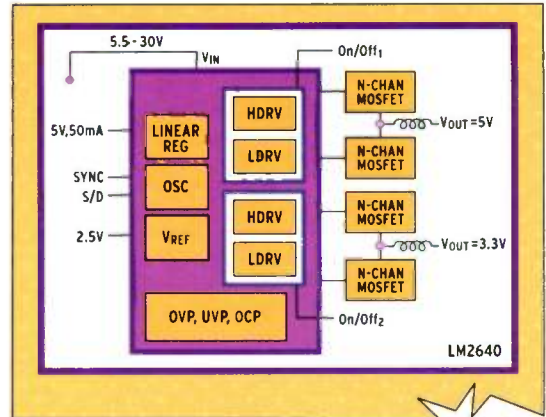 5.5-30V
VIN
On/Off1
N-CHAN
MOSFET
HDRV
5V,50mA
LINEAR
REG
VOUT=5V
LDRV
N-CHAN
MOSFET
SYNC
OSC
S/D
HDRV
N-CHAN
MOSFET
2.5V
VREF
VOUT=3.3V
LDRV
N-CHAN
MOSFET
OVP, UVP, OCP
On/Off2
LM2640